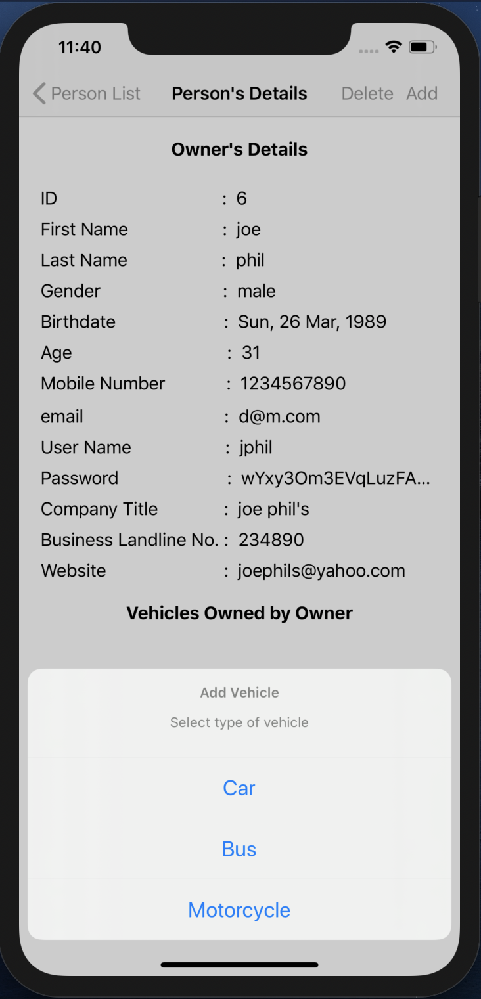 11:40
Person List Person's Details Delete Add
Owner's Details
ID : 6
First Name : joe
Last Name : phil
Gender : male
Birthdate : Sun, 26 Mar, 1989
Age : 31
Mobile Number : 1234567890
email : d@m.com
User Name : jphil
Password : wYxy3Om3EVqLuzFA...
Company Title : joe phil's
Business Landline No. : 234890
Website : joephils@yahoo.com
Vehicles Owned by Owner
Add Vehicle
Select type of vehicle
Car
Bus
Motorcycle